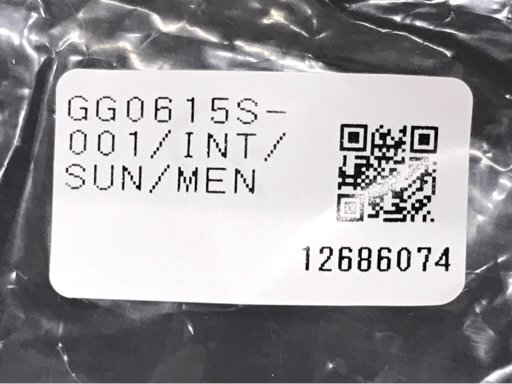 GG0615S-
001/INT/
SUN/MEN
12686074